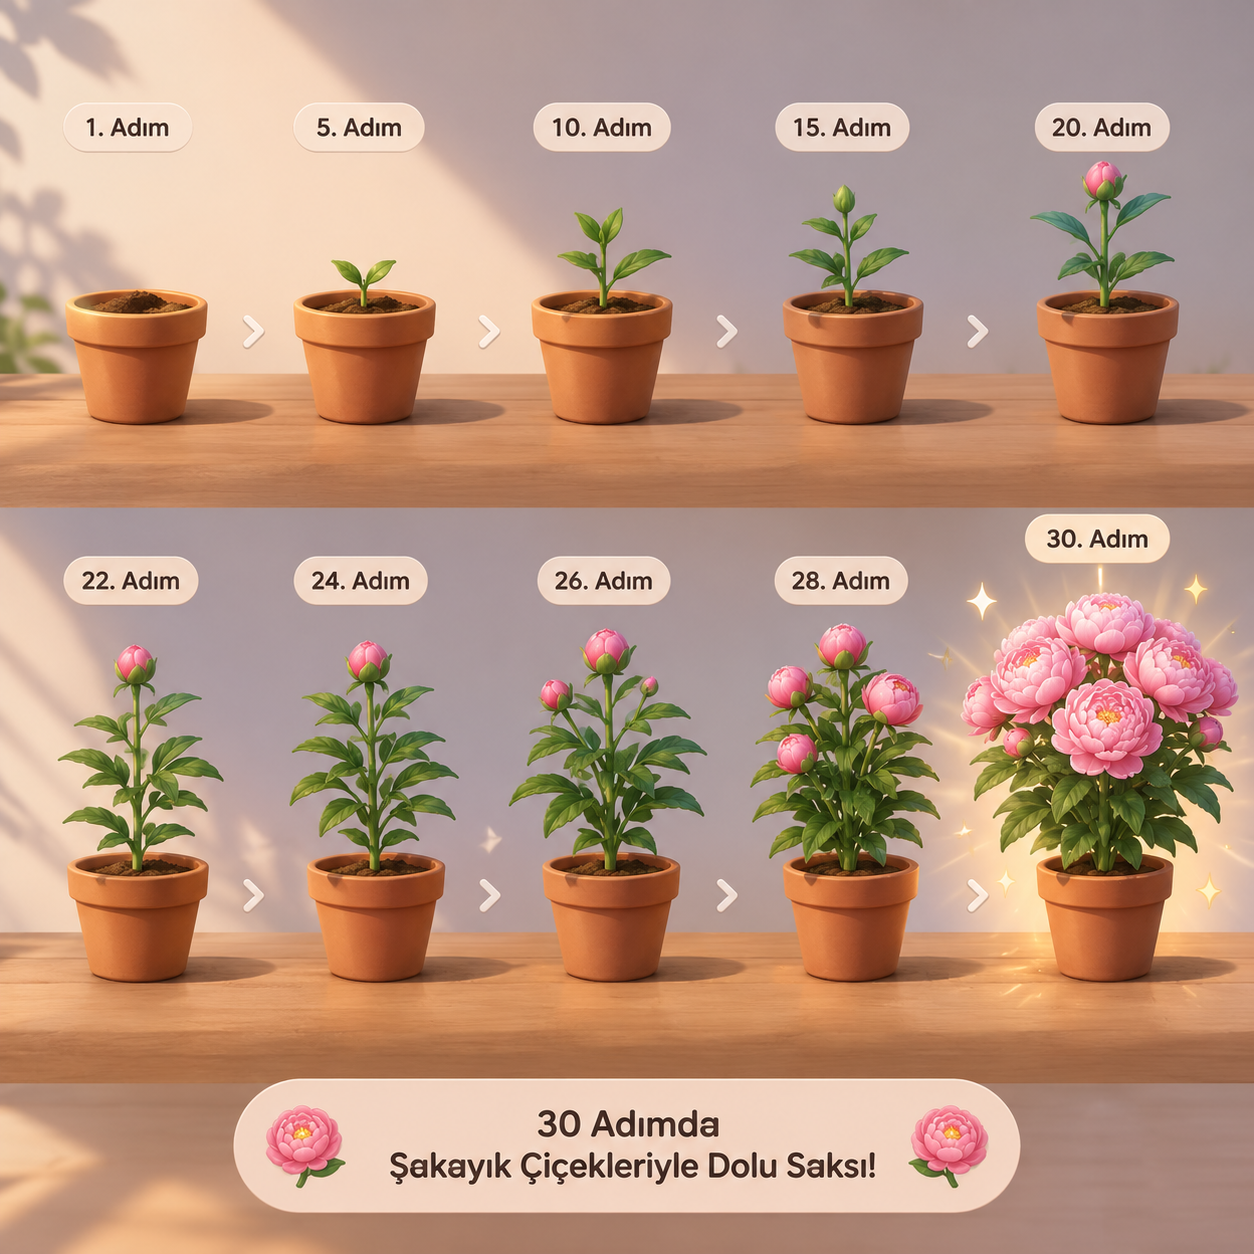 1. Adım
5. Adım
10. Adım
15. Adım
20. Adım
22. Adım
24. Adım
26. Adım
28. Adım
30. Adım
30 Adımda
Şakayık Çiçekleriyle Dolu Saksı!